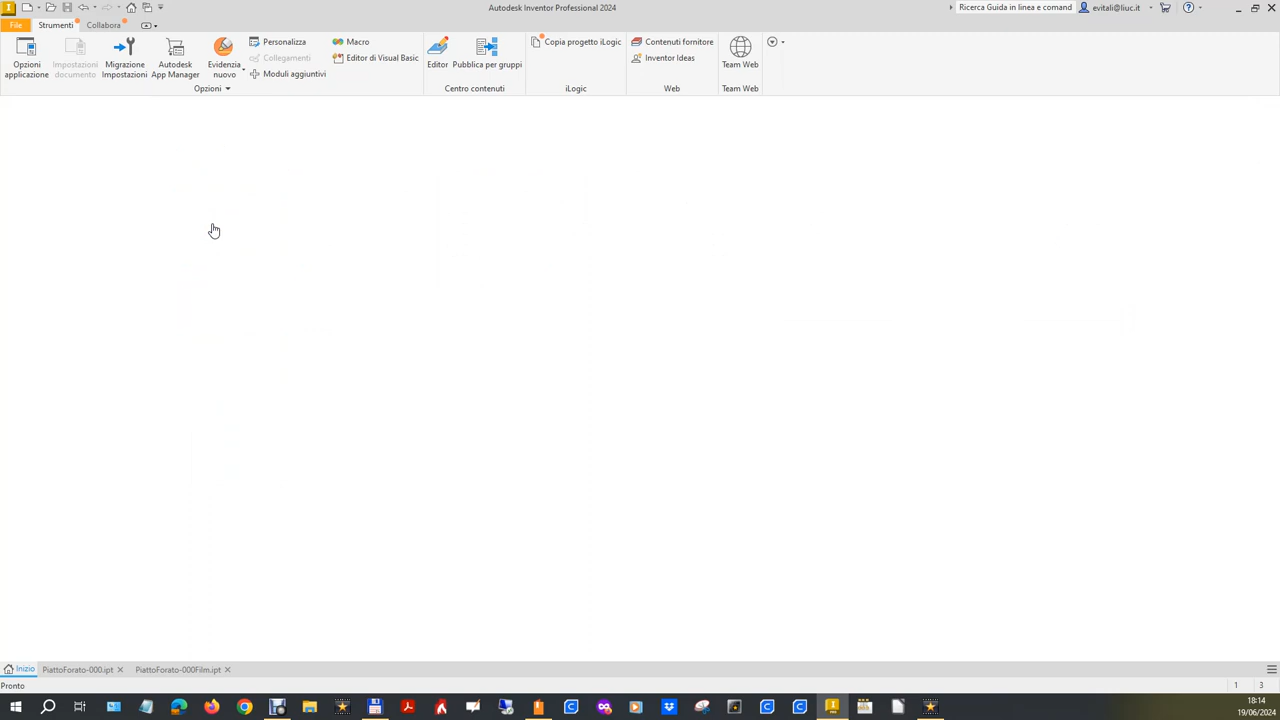 Autodesk Inventor Professional 2024
Ricerca Guida in linea e comand
evitali@liuc.it
File
Strumenti
Collabora
Opzioni applicazione
Impostazioni documento
Migrazione Impostazioni
Autodesk App Manager
Evidenzia nuovo
Personalizza
Collegamenti
Moduli aggiuntivi
Macro
Editor di Visual Basic
Editor
Pubblica per gruppi
Copia progetto iLogic
Contenuti fornitore
Inventor Ideas
Team Web
Opzioni
Centro contenuti
iLogic
Web
Team Web
Inizio
PiattoForato-000.ipt
PiattoForato-000Film.ipt
Pronto
1
3
18:14
19/06/2024